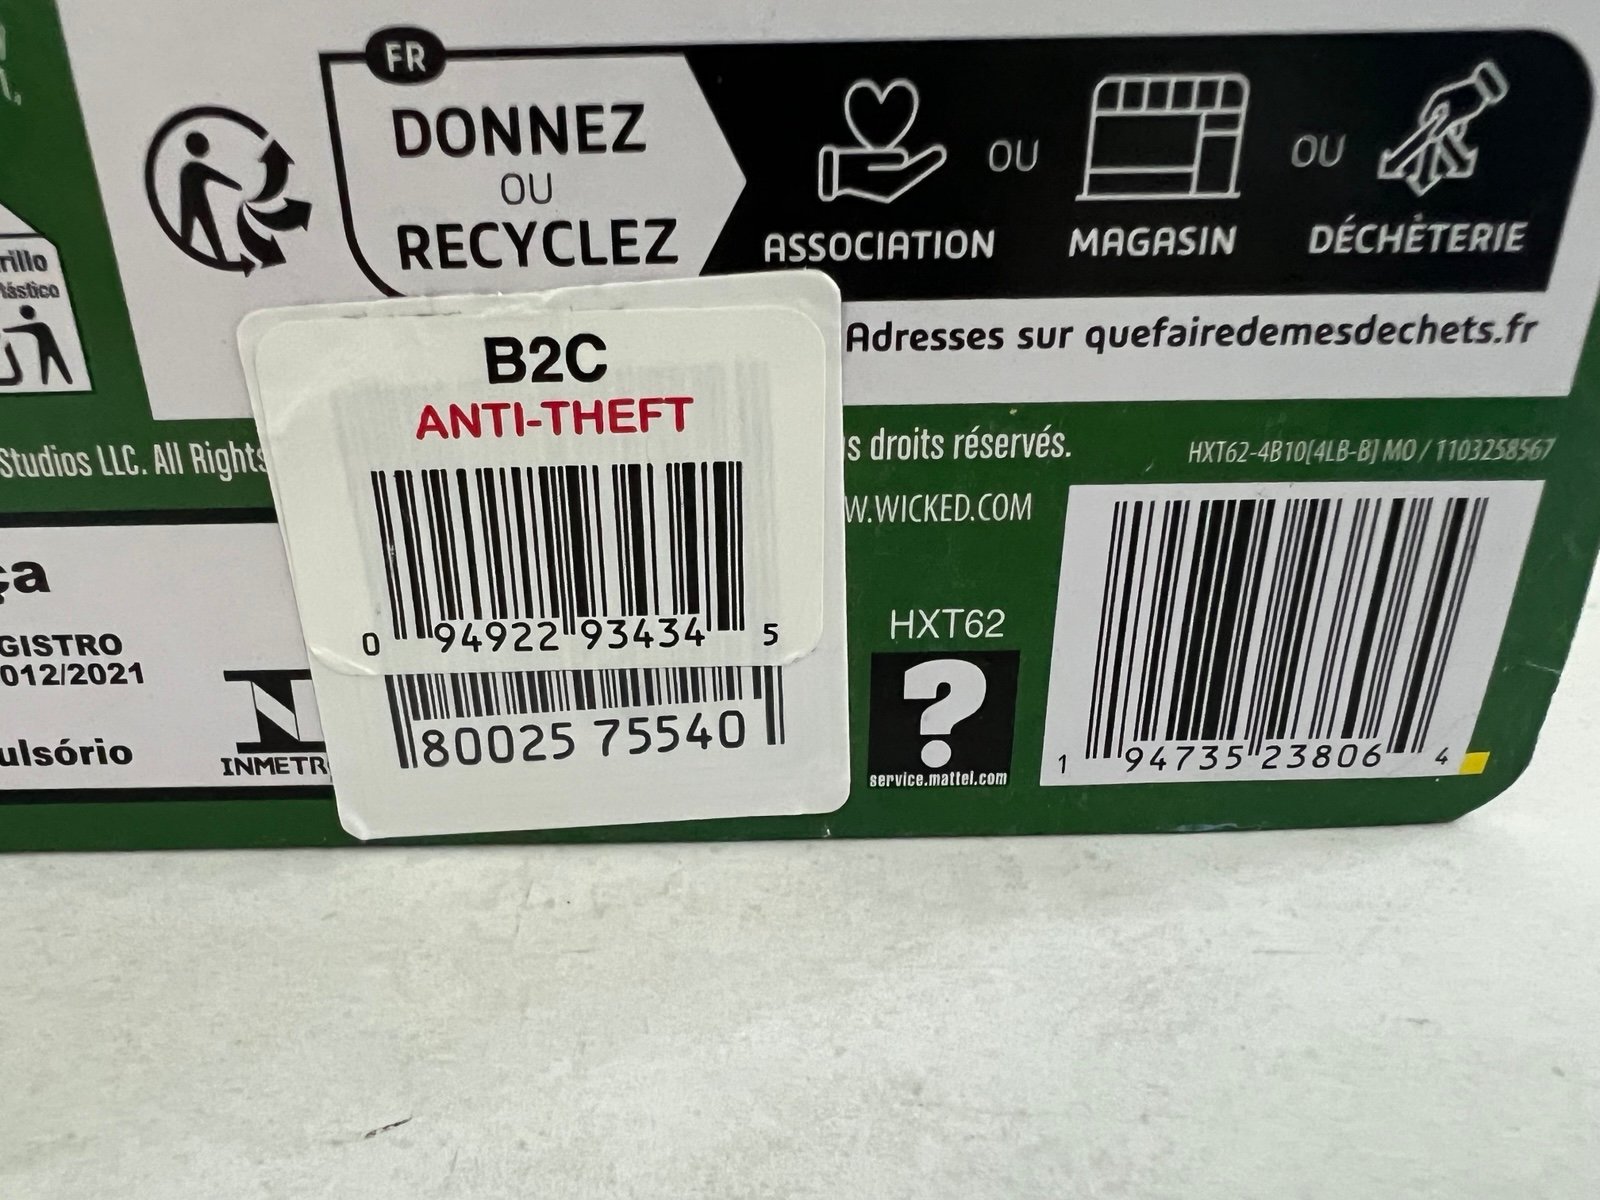 FR
DONNEZ
OU
RECYCLEZ
ASSOCIATION
OU
MAGASIN
OU
DÉCHÈTERIE
Adresses sur quefairedemesdechets.fr
rillo
lástico
B2C
ANTI-THEFT
0 94922 93434 5
80025 75540
Studios LLC. All Rights
s droits réservés.
HXT62-4B10[4LB-B] MO / 1103258567
W.WICKED.COM
ça
GISTRO
012/2021
ulsório
INMETR
HXT62
?
service.mattel.com
1 94735 23806 4